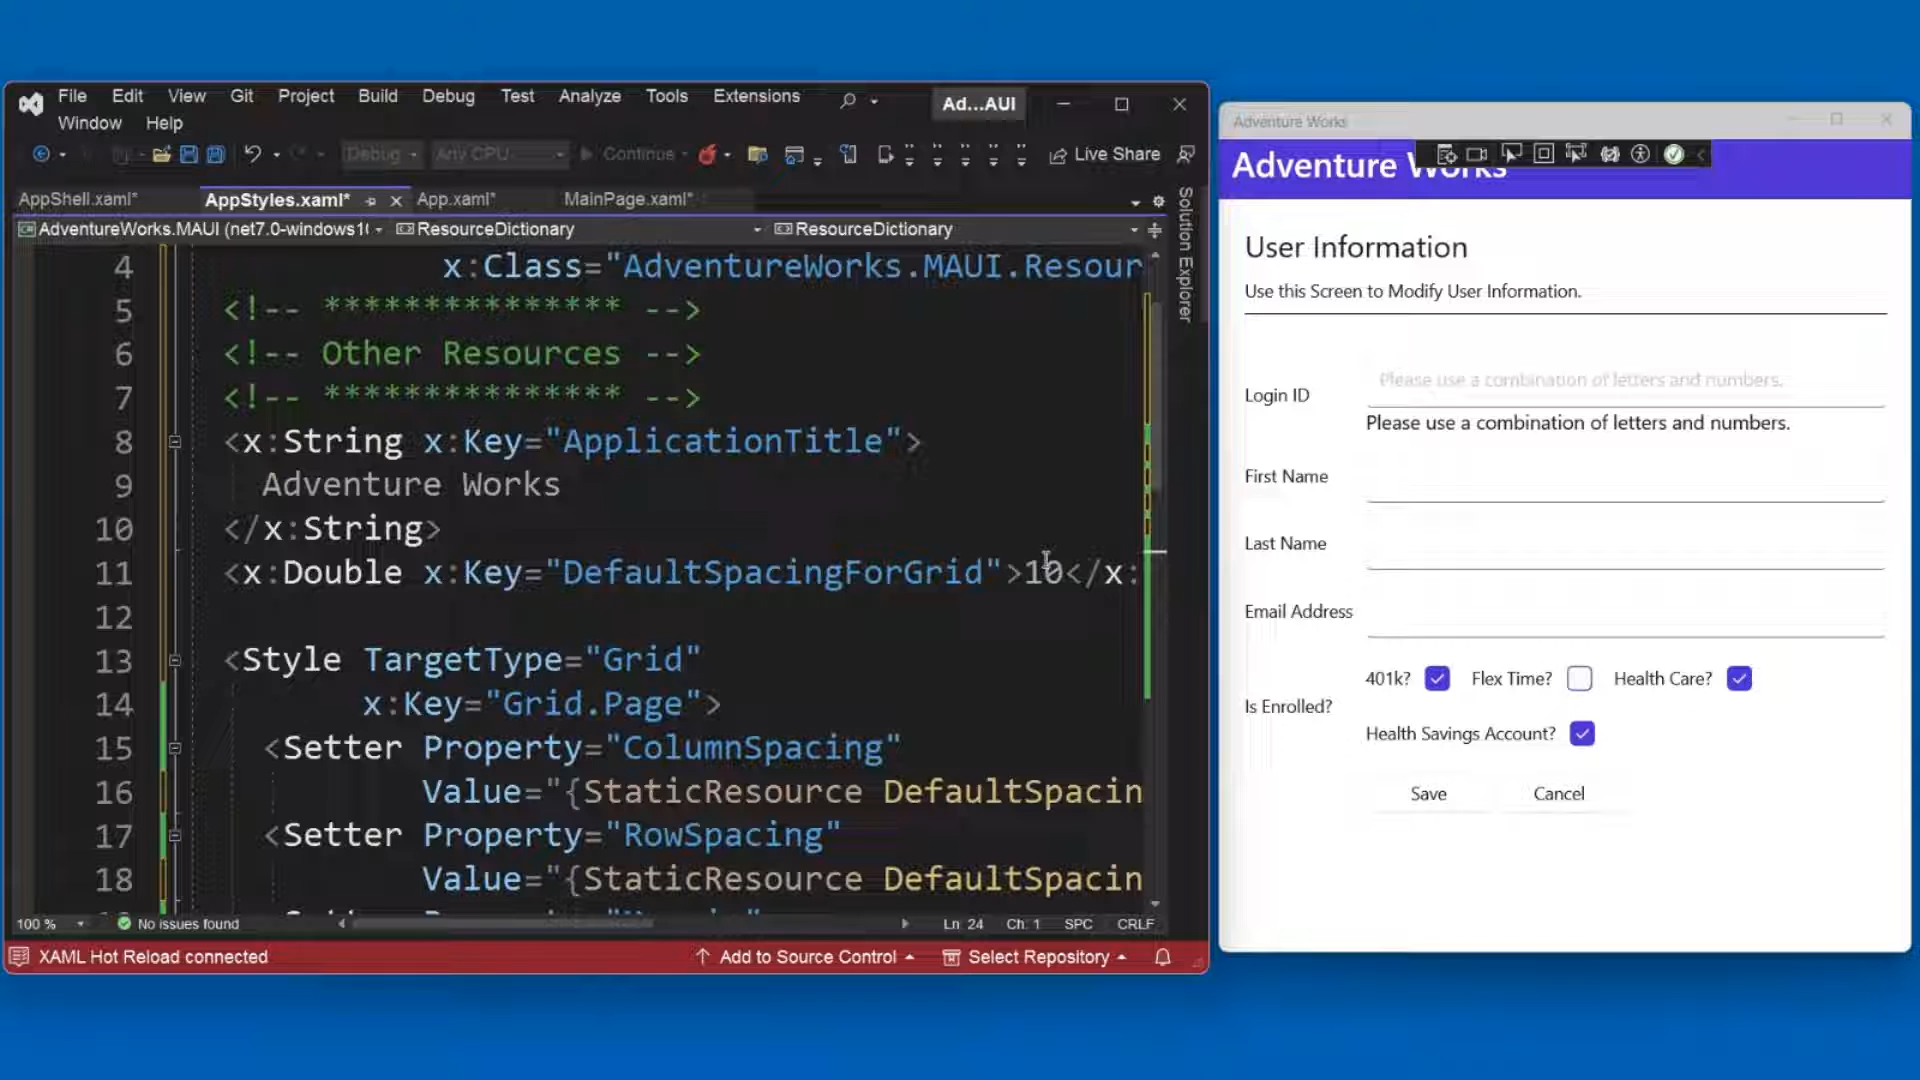 File Edit View Git Project Build Debug Test Analyze Tools Extensions
Ad...AUI
Window Help
Debug Any CPU Continue Live Share
AppShell.xaml* AppStyles.xaml* App.xaml* MainPage.xaml*
AdventureWorks.MAUI (net7.0-windows1 ResourceDictionary ResourceDictionary
Solution Explorer
4 x:Class="AdventureWorks.MAUI.Resour
5 <!-- *************** -->
6 <!-- Other Resources -->
7 <!-- *************** -->
8 <x:String x:Key="ApplicationTitle">
9 Adventure Works
10 </x:String>
11 <x:Double x:Key="DefaultSpacingForGrid">10</x:
12
13 <Style TargetType="Grid"
14 x:Key="Grid.Page">
15 <Setter Property="ColumnSpacing"
16 Value="{StaticResource DefaultSpacin
17 <Setter Property="RowSpacing"
18 Value="{StaticResource DefaultSpacin
100 % No issues found Ln: 24 Ch: 1 SPC CRLF
XAML Hot Reload connected Add to Source Control Select Repository
Adventure Works
Adventure Works
User Information
Use this Screen to Modify User Information.
Login ID
Please use a combination of letters and numbers.
Please use a combination of letters and numbers.
First Name
Last Name
Email Address
Is Enrolled?
401k? Flex Time? Health Care?
Health Savings Account?
Save Cancel